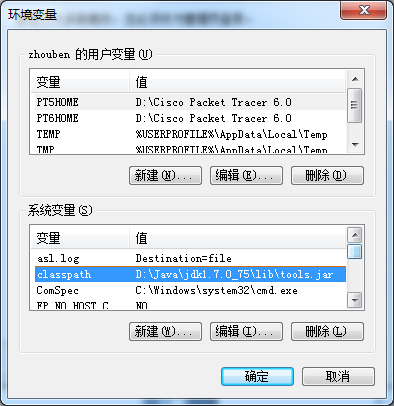 环境变量
zhouben 的用户变量(U)
变量 值
PT5HOME D:\Cisco Packet Tracer 6.0
PT6HOME D:\Cisco Packet Tracer 6.0
TEMP %USERPROFILE%\AppData\Local\Temp
TMP %USERPROFILE%\AppData\Local\Temp
新建(N)... 编辑(E)... 删除(D)
系统变量(S)
变量 值
asl.log Destination=file
classpath D:\Java\jdk1.7.0_75\lib\tools.jar
ComSpec C:\Windows\system32\cmd.exe
FP_NO_HOST_C NO
新建(W)... 编辑(I)... 删除(L)
确定 取消